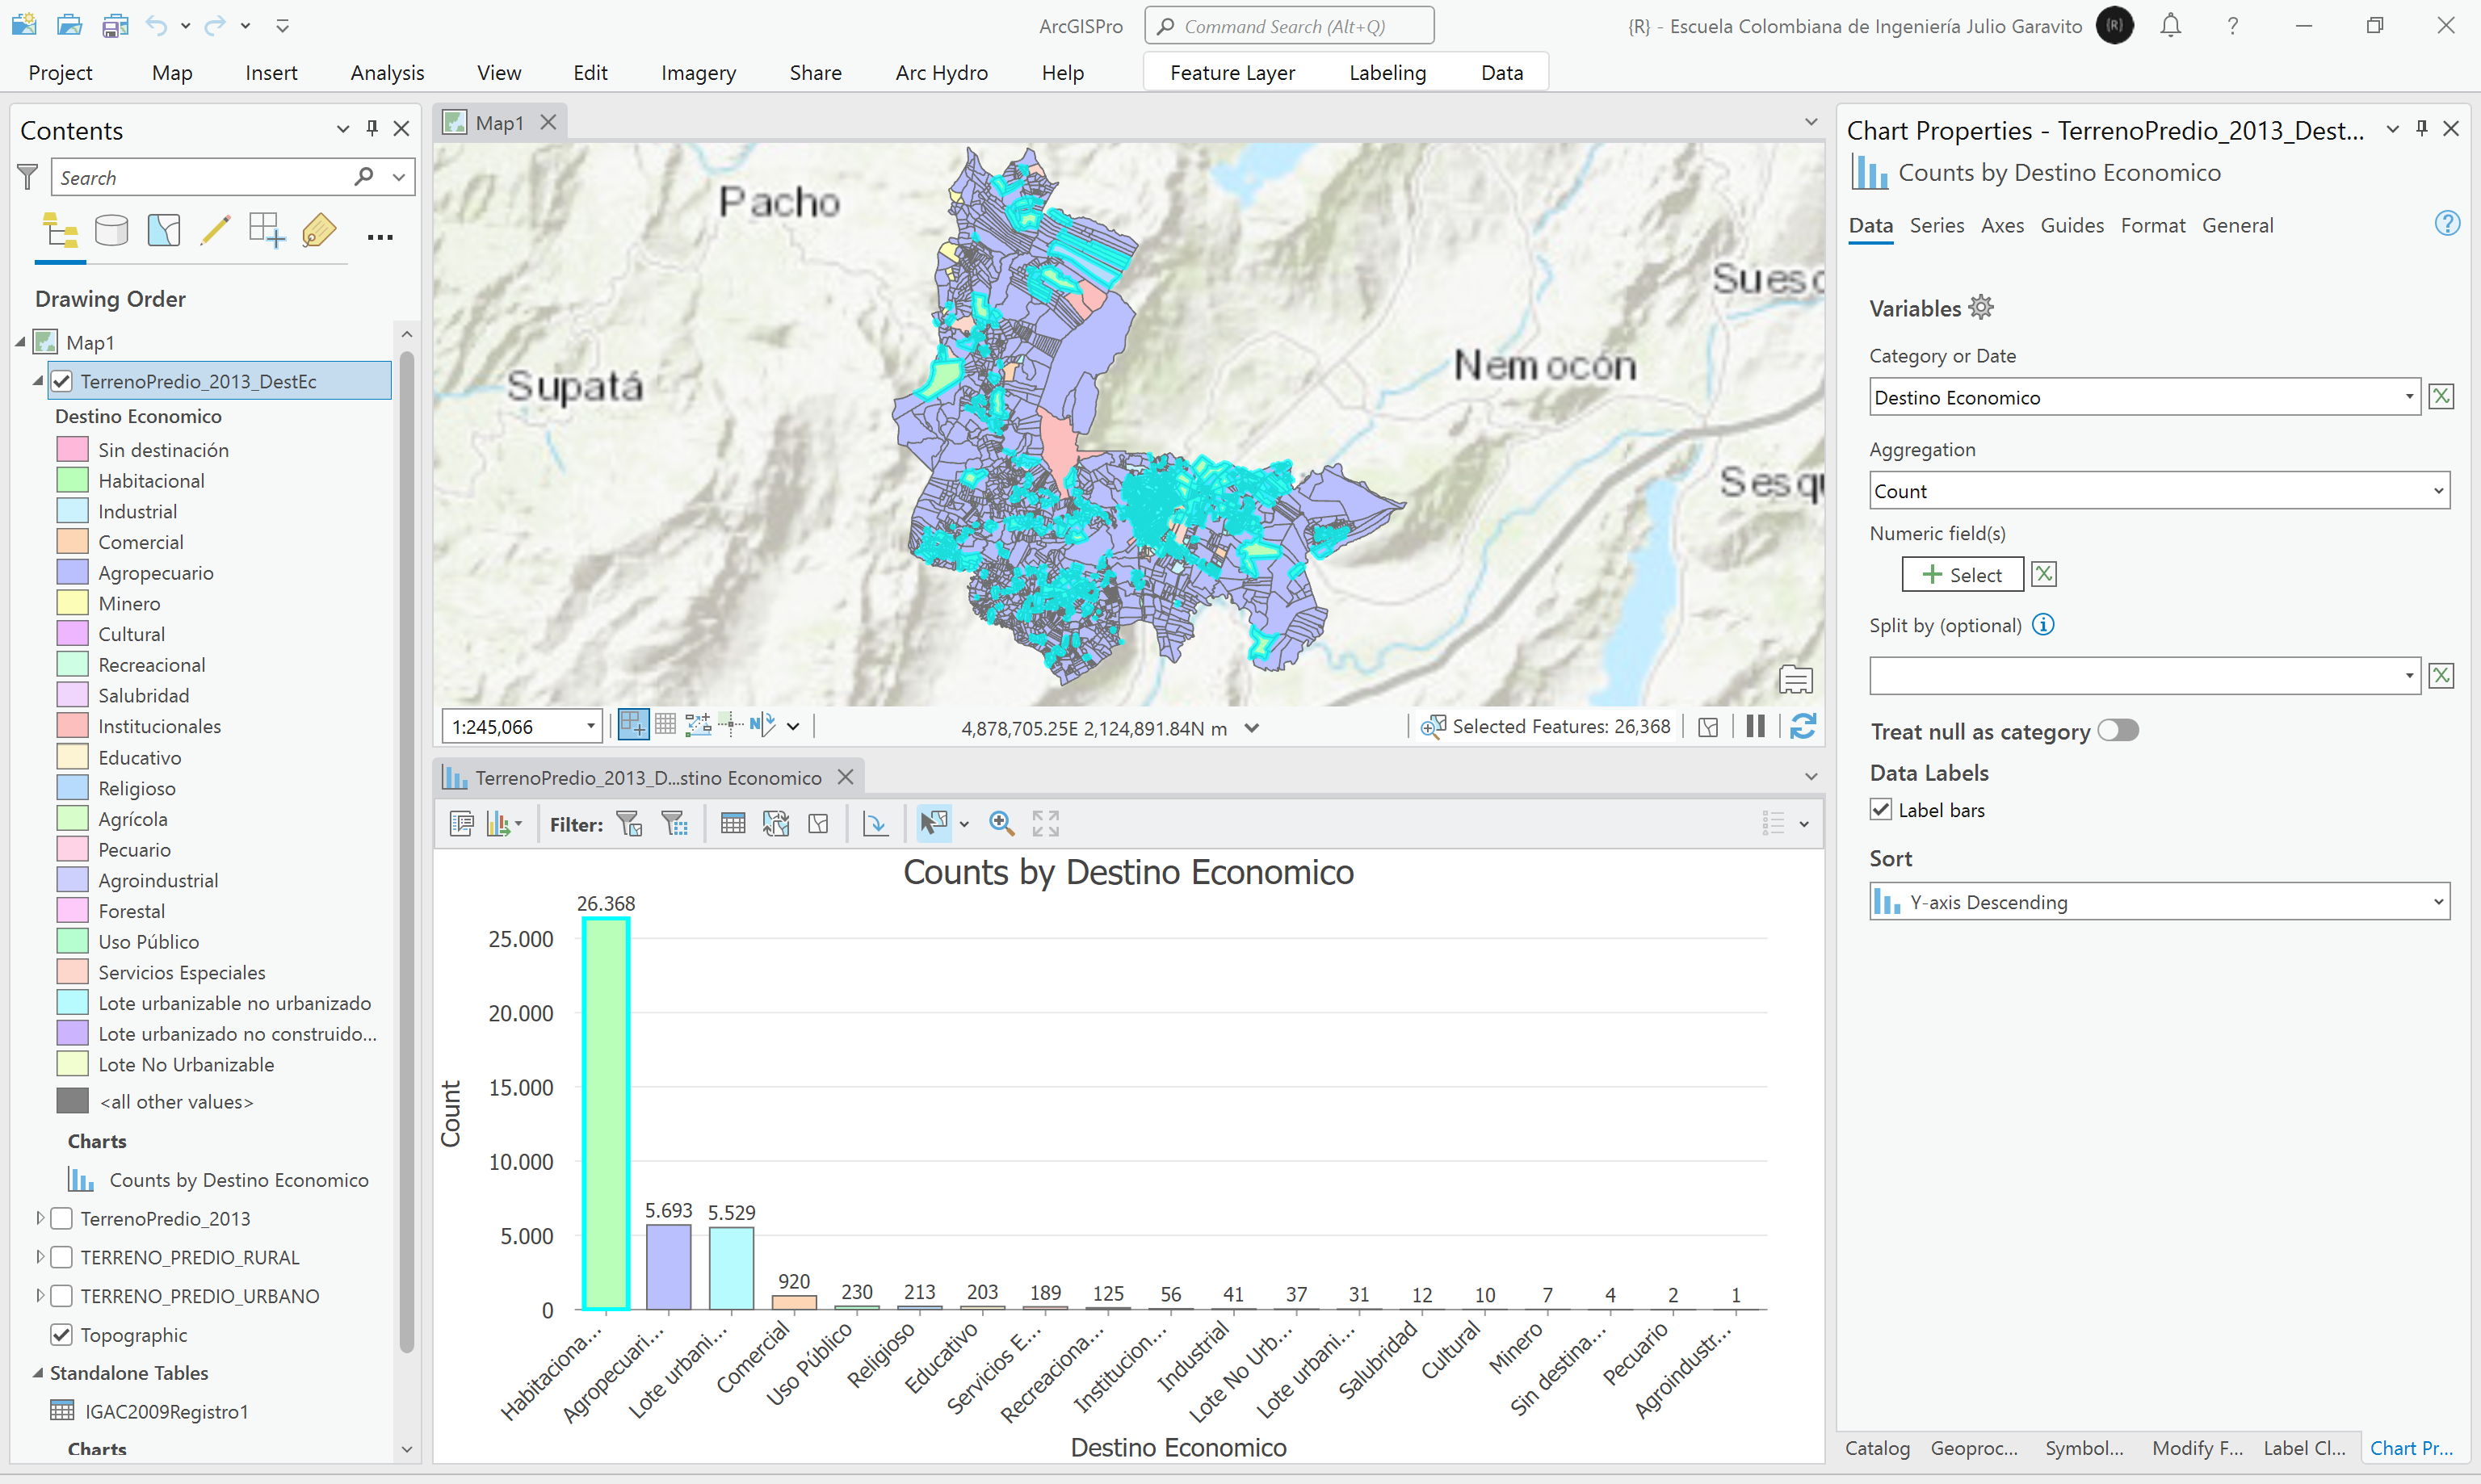 ArcGISPro
Command Search (Alt+Q)
{R} - Escuela Colombiana de Ingeniería Julio Garavito
{R}
?
Project Map Insert Analysis View Edit Imagery Share Arc Hydro Help Feature Layer Labeling Data
Contents
Search
Drawing Order
Map1
TerrenoPredio_2013_DestEc
Destino Economico
Sin destinación
Habitacional
Industrial
Comercial
Agropecuario
Minero
Cultural
Recreacional
Salubridad
Institucionales
Educativo
Religioso
Agrícola
Pecuario
Agroindustrial
Forestal
Uso Público
Servicios Especiales
Lote urbanizable no urbanizado
Lote urbanizado no construido...
Lote No Urbanizable
<all other values>
Charts
Counts by Destino Economico
TerrenoPredio_2013
TERRENO_PREDIO_RURAL
TERRENO_PREDIO_URBANO
Topographic
Standalone Tables
IGAC2009Registro1
Charts
Map1
Pacho
Supatá
Nemocón
Suesc
Sesqu
1:245,066
N
4,878,705.25E 2,124,891.84N m
Selected Features: 26,368
TerrenoPredio_2013_D...stino Economico
Filter:
Counts by Destino Economico
Count
25.000
20.000
15.000
10.000
5.000
0
26.368
5.693
5.529
920
230
213
203
189
125
56
41
37
31
12
10
7
4
2
1
Habitaciona...
Agropecuari...
Lote urbani...
Comercial
Uso Público
Religioso
Educativo
Servicios E...
Recreaciona...
Institucion...
Industrial
Lote No Urb...
Lote urbani...
Salubridad
Cultural
Minero
Sin destina...
Pecuario
Agroindustr...
Destino Economico
Chart Properties - TerrenoPredio_2013_Dest...
Counts by Destino Economico
Data Series Axes Guides Format General
?
Variables
Category or Date
Destino Economico
Aggregation
Count
Numeric field(s)
Select
Split by (optional)
Treat null as category
Data Labels
Label bars
Sort
Y-axis Descending
Catalog Geoproc... Symbol... Modify F... Label Cl... Chart Pr...